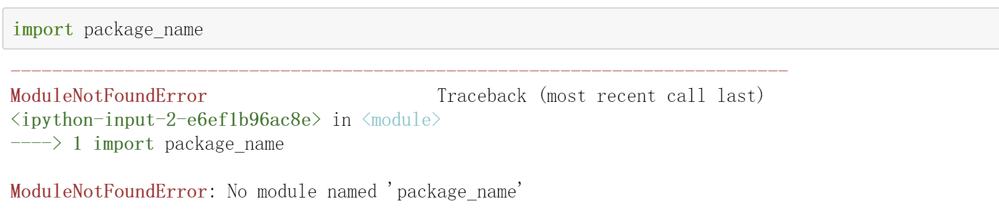 import package_name
---------------------------------------------------------------------------
ModuleNotFoundError Traceback (most recent call last)
<ipython-input-2-e6ef1b96ac8e> in <module>
----> 1 import package_name
ModuleNotFoundError: No module named 'package_name'